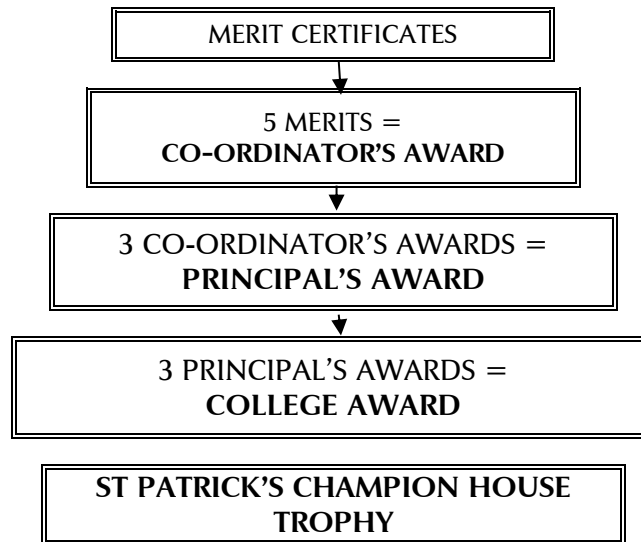 MERIT CERTIFICATES
5 MERITS =
CO-ORDINATOR'S AWARD
3 CO-ORDINATOR'S AWARDS =
PRINCIPAL'S AWARD
3 PRINCIPAL'S AWARDS =
COLLEGE AWARD
ST PATRICK'S CHAMPION HOUSE
TROPHY